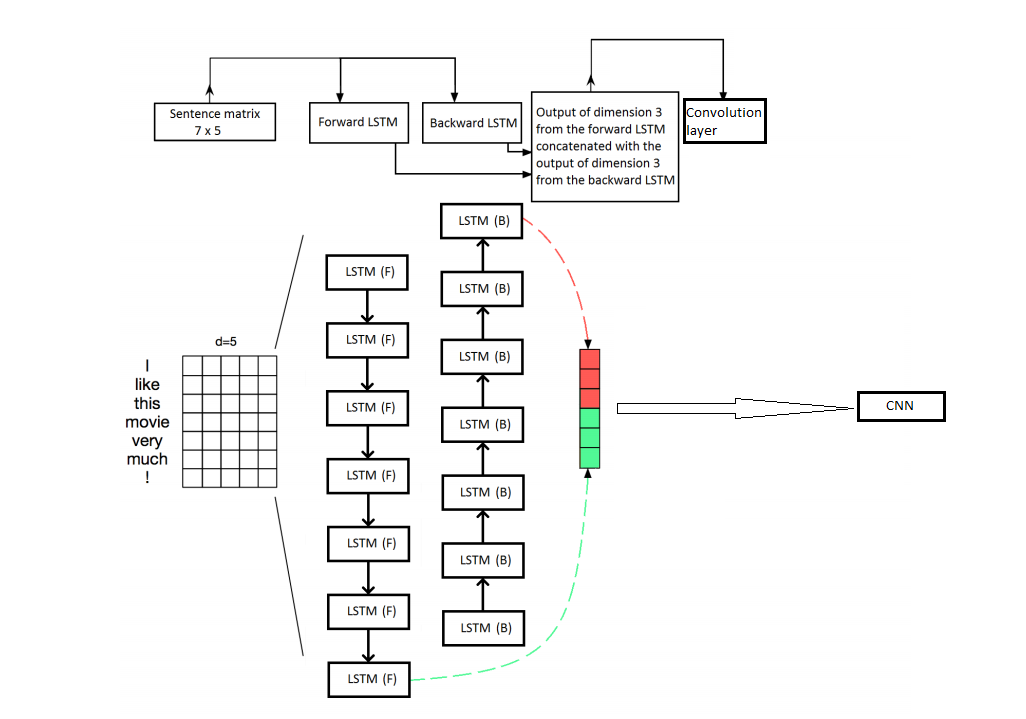 Sentence matrix
7 x 5
Forward LSTM
Backward LSTM
Output of dimension 3
from the forward LSTM
concatenated with the
output of dimension 3
from the backward LSTM
Convolution
layer
d=5
I
like
this
movie
very
much
!
LSTM (F)
LSTM (F)
LSTM (F)
LSTM (F)
LSTM (F)
LSTM (F)
LSTM (F)
LSTM (B)
LSTM (B)
LSTM (B)
LSTM (B)
LSTM (B)
LSTM (B)
LSTM (B)
CNN